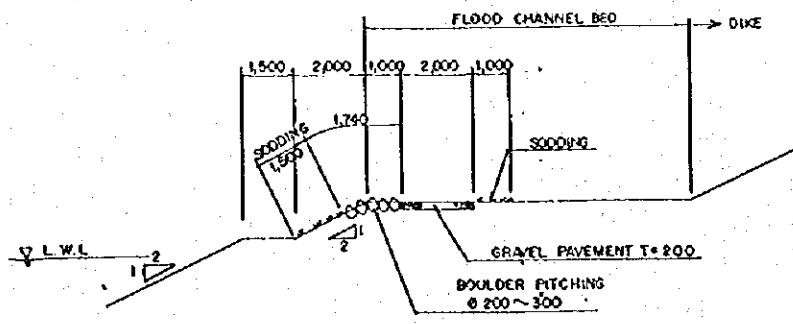 FLOOD CHANNEL BED
DIKE
1,500 2,000 1,000 2,000 1,000
1,740
SODDING
1,500
SODDING
L.W.L
1 2
1
2
GRAVEL PAVEMENT T=200
BOULDER PITCHING
Ø 200~300